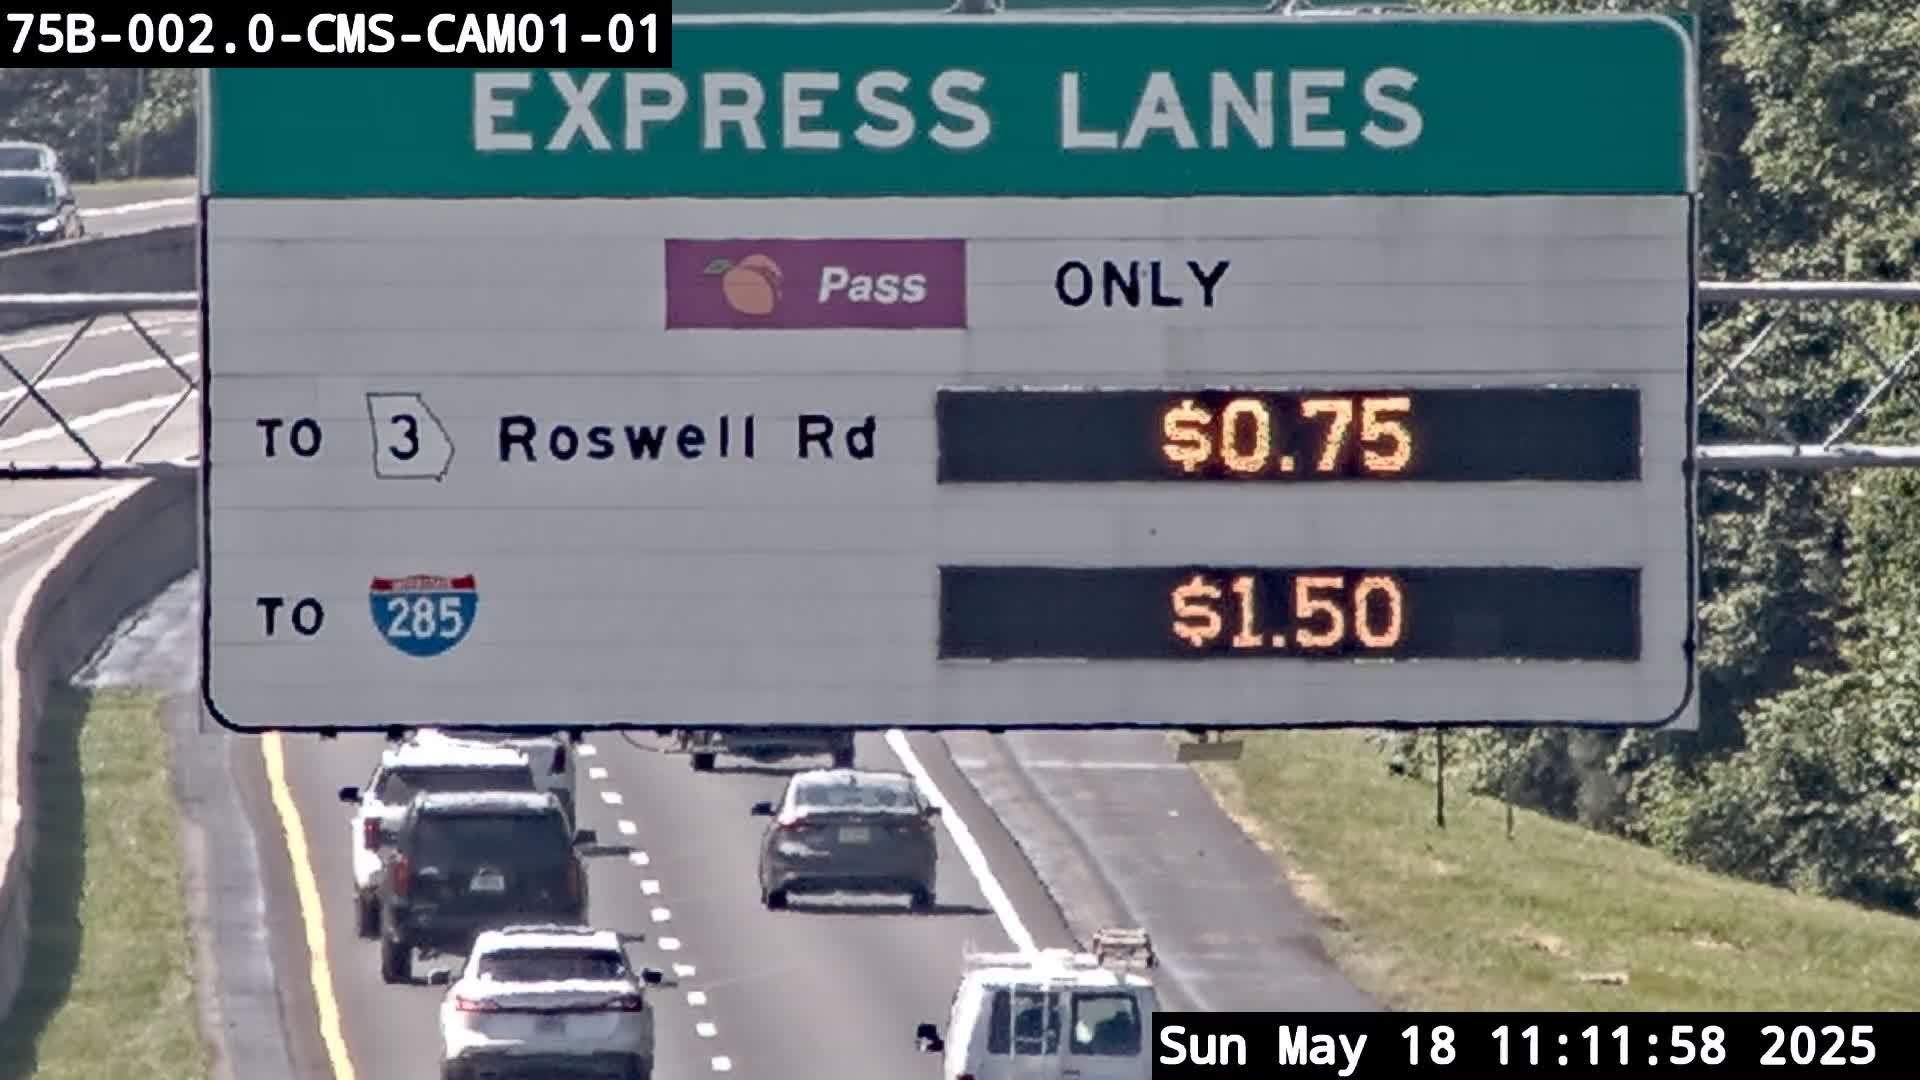 75B-002.0-CMS-CAM01-01
EXPRESS LANES
Pass ONLY
TO 3 Roswell Rd $0.75
TO 285 $1.50
Sun May 18 11:11:58 2025